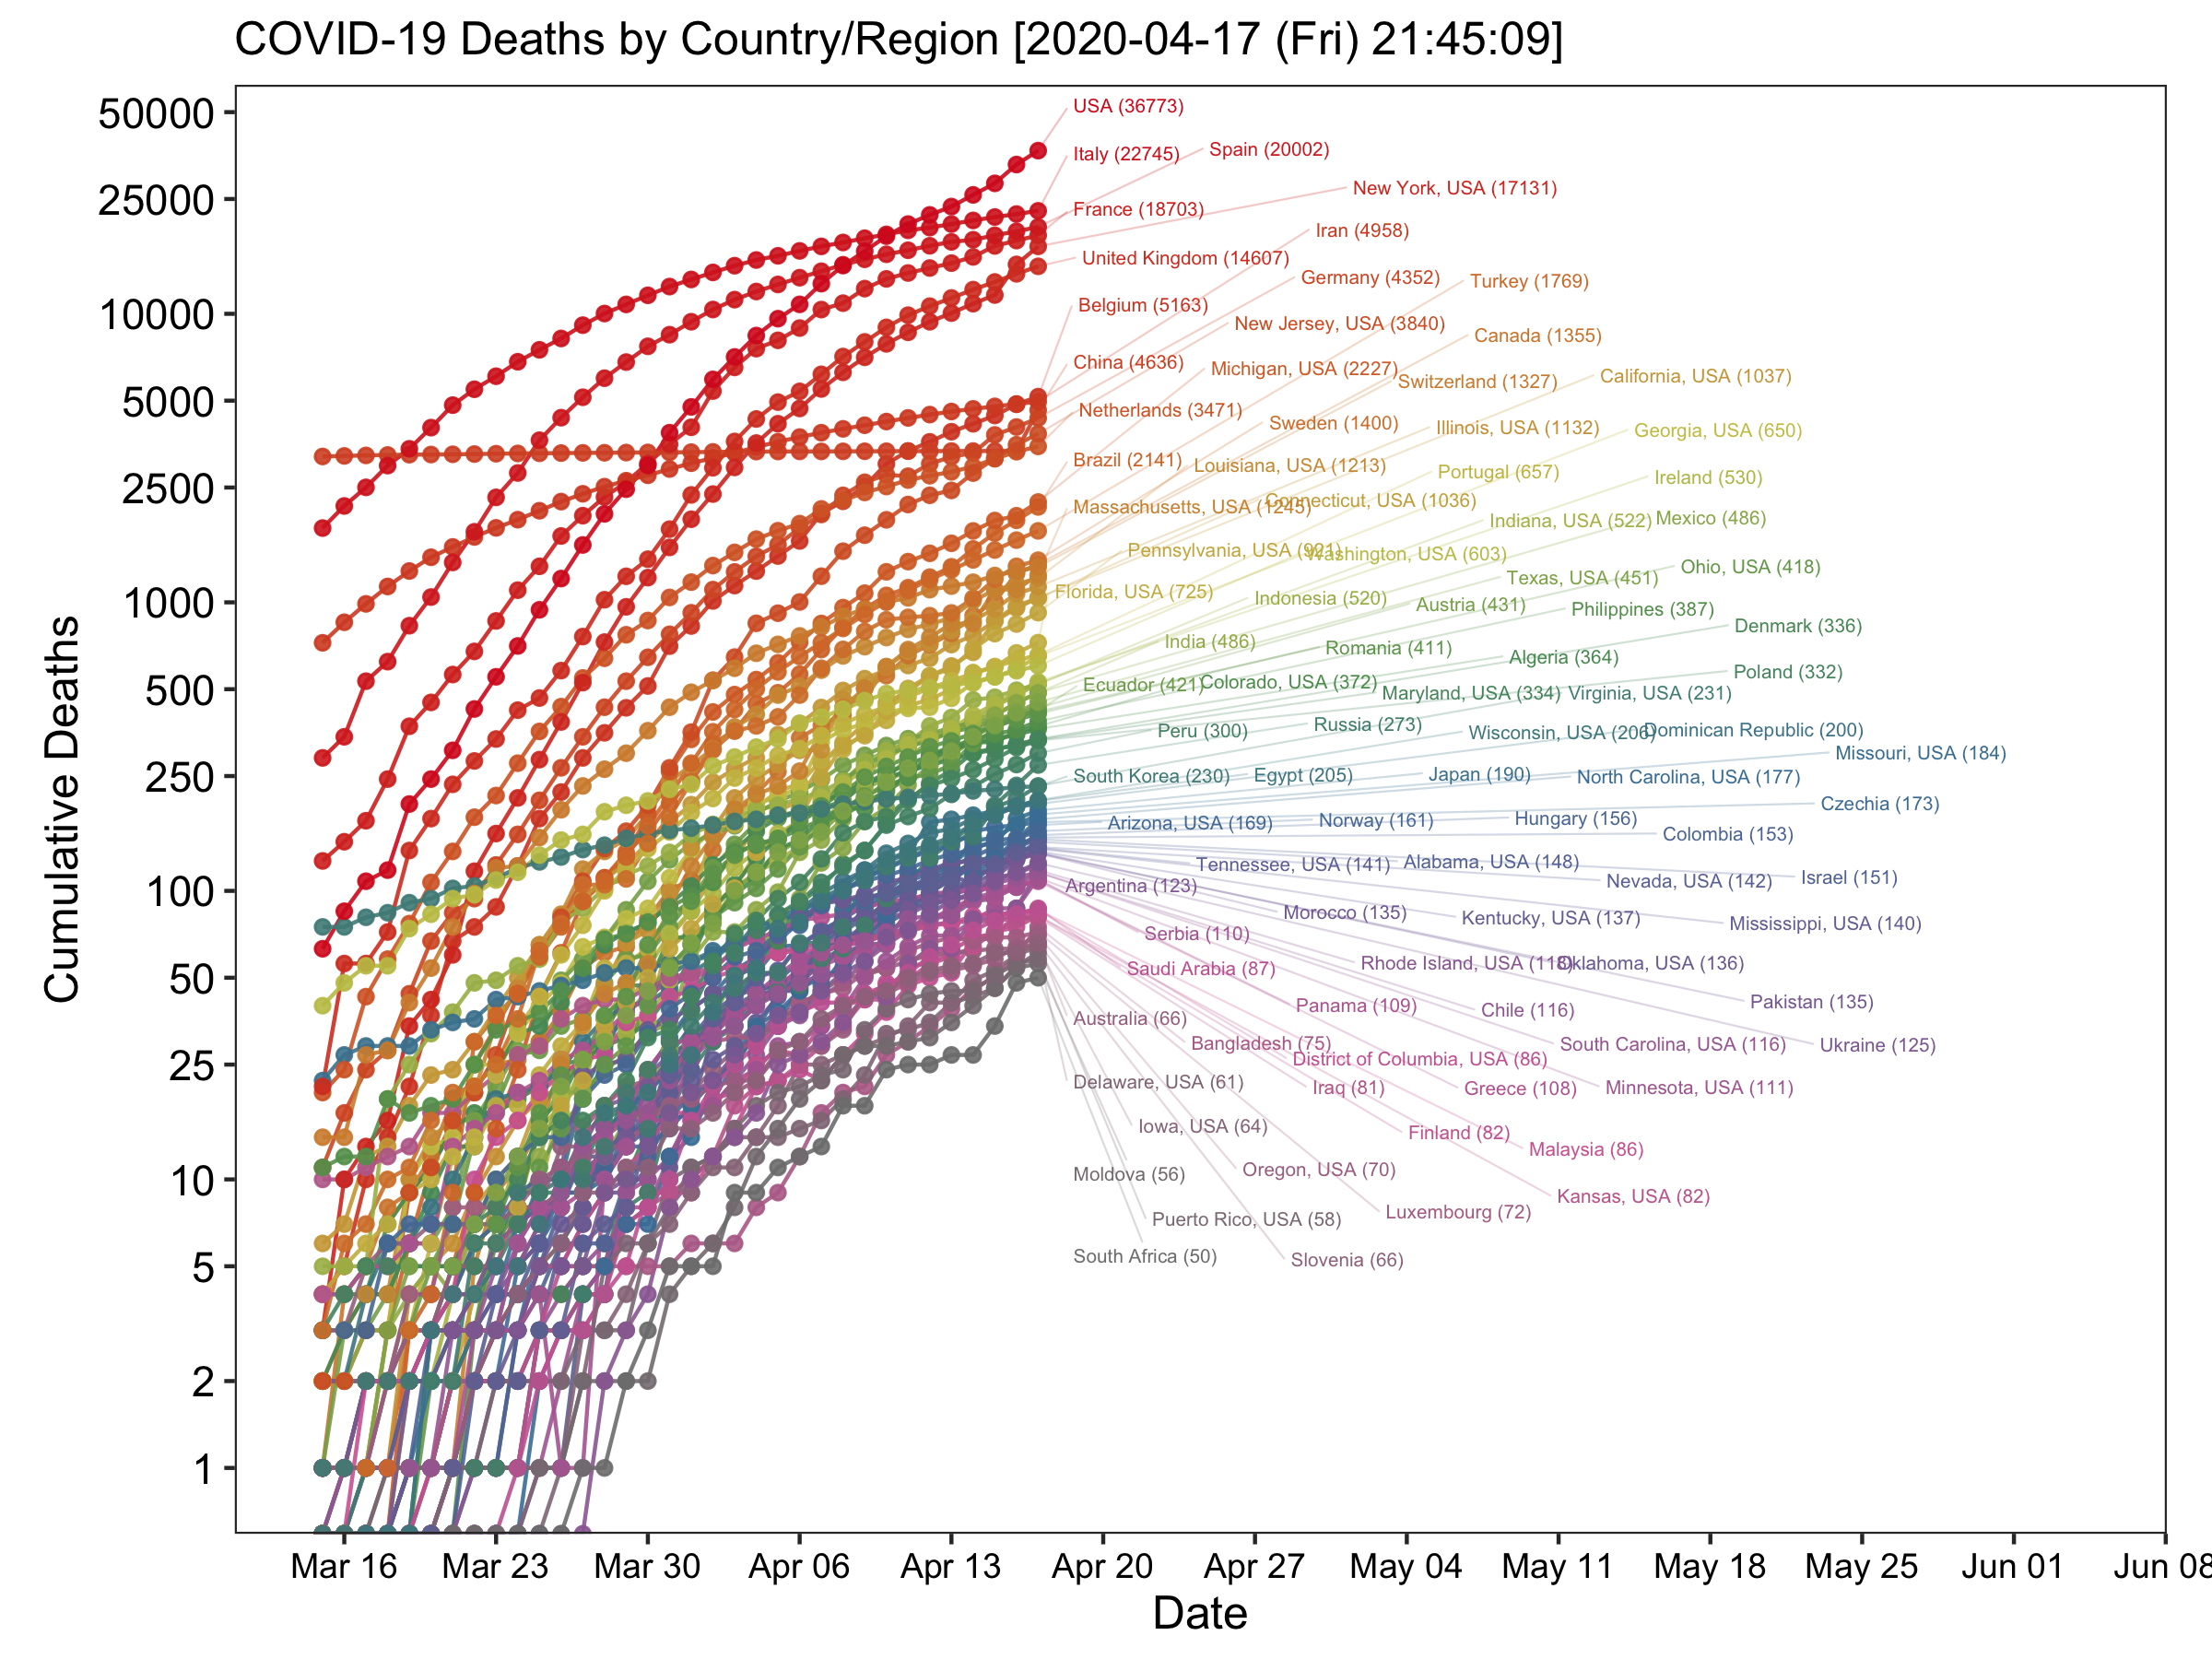 COVID-19 Deaths by Country/Region [2020-04-17 (Fri) 21:45:09]
Cumulative Deaths
50000
25000
10000
5000
2500
1000
500
250
100
50
25
10
5
2
1
USA (36773)
Italy (22745)
Spain (20002)
New York, USA (17131)
France (18703)
Iran (4958)
United Kingdom (14607)
Germany (4352)
Turkey (1769)
Belgium (5163)
New Jersey, USA (3840)
Canada (1355)
China (4636)
Michigan, USA (2227)
Switzerland (1327)
California, USA (1037)
Netherlands (3471)
Sweden (1400)
Illinois, USA (1132)
Georgia, USA (650)
Brazil (2141)
Louisiana, USA (1213)
Portugal (657)
Ireland (530)
Massachusetts, USA (1245)
Connecticut, USA (1036)
Indiana, USA (522)
Mexico (486)
Pennsylvania, USA (921)
Washington, USA (603)
Texas, USA (451)
Ohio, USA (418)
Florida, USA (725)
Indonesia (520)
Austria (431)
Philippines (387)
Denmark (336)
India (486)
Romania (411)
Algeria (364)
Poland (332)
Ecuador (421)
Colorado, USA (372)
Maryland, USA (334)
Virginia, USA (231)
Peru (300)
Russia (273)
Wisconsin, USA (206)
Dominican Republic (200)
Missouri, USA (184)
South Korea (230)
Egypt (205)
Japan (190)
North Carolina, USA (177)
Czechia (173)
Arizona, USA (169)
Norway (161)
Hungary (156)
Colombia (153)
Tennessee, USA (141)
Alabama, USA (148)
Nevada, USA (142)
Israel (151)
Argentina (123)
Morocco (135)
Kentucky, USA (137)
Mississippi, USA (140)
Serbia (110)
Rhode Island, USA (118)
Oklahoma, USA (136)
Saudi Arabia (87)
Panama (109)
Chile (116)
Pakistan (135)
Australia (66)
Bangladesh (75)
District of Columbia, USA (86)
South Carolina, USA (116)
Ukraine (125)
Delaware, USA (61)
Iraq (81)
Greece (108)
Minnesota, USA (111)
Iowa, USA (64)
Finland (82)
Malaysia (86)
Moldova (56)
Oregon, USA (70)
Kansas, USA (82)
Puerto Rico, USA (58)
Luxembourg (72)
South Africa (50)
Slovenia (66)
Mar 16
Mar 23
Mar 30
Apr 06
Apr 13
Apr 20
Apr 27
May 04
May 11
May 18
May 25
Jun 01
Jun 08
Date